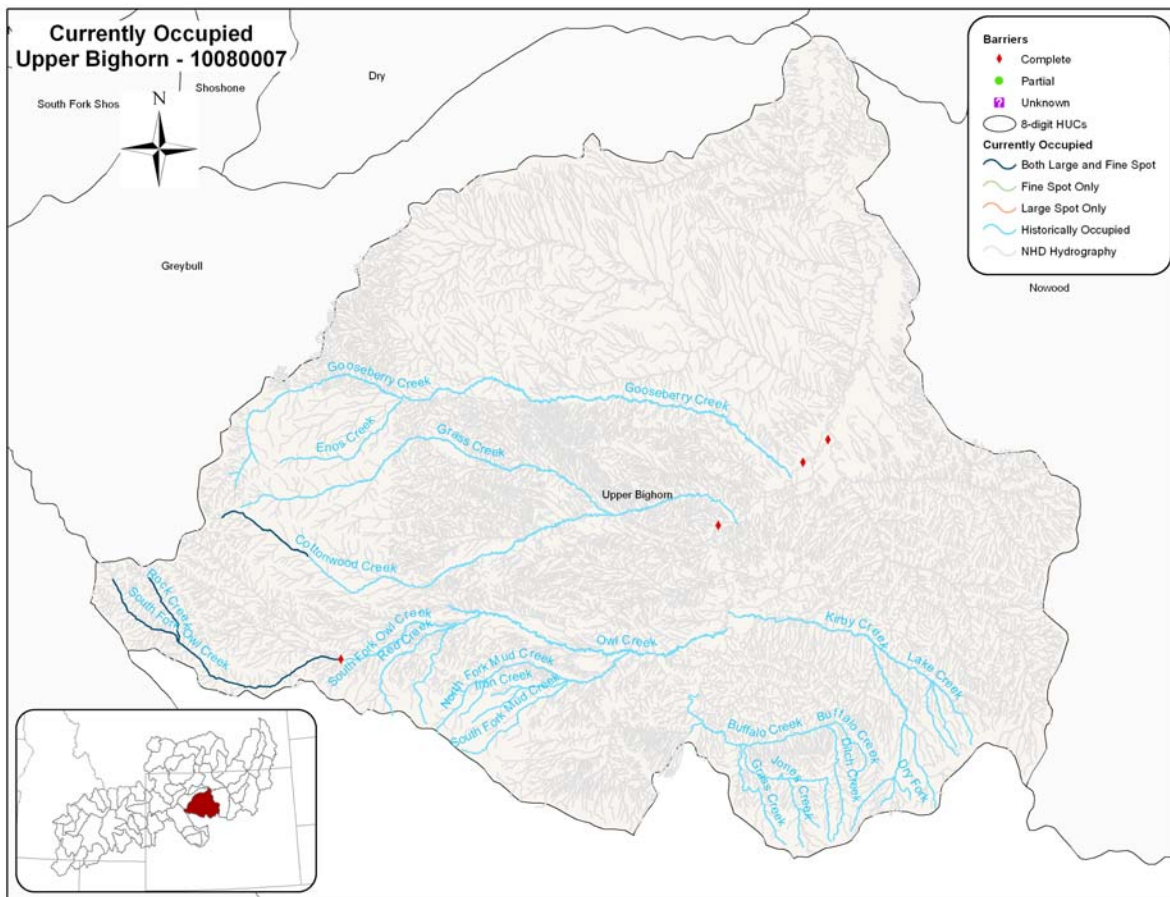 Currently Occupied
Upper Bighorn - 10080007
South Fork Shos
Shoshone
Dry
N
Greybull
Nowood
Barriers
Complete
Partial
?
Unknown
8-digit HUCs
Currently Occupied
Both Large and Fine Spot
Fine Spot Only
Large Spot Only
Historically Occupied
NHD Hydrography
Gooseberry Creek
Gooseberry Creek
Enos Creek
Grass Creek
Upper Bighorn
Cottonwood Creek
Rock Creek
South Fork Owl Creek
South Fork Owl Creek
Red Creek
Owl Creek
North Fork Mud Creek
Iron Creek
South Fork Mud Creek
Kirby Creek
Lake Creek
Buffalo Creek
Buffalo Creek
Ditch Creek
Jones Creek
Grass Creek
Dry Fork